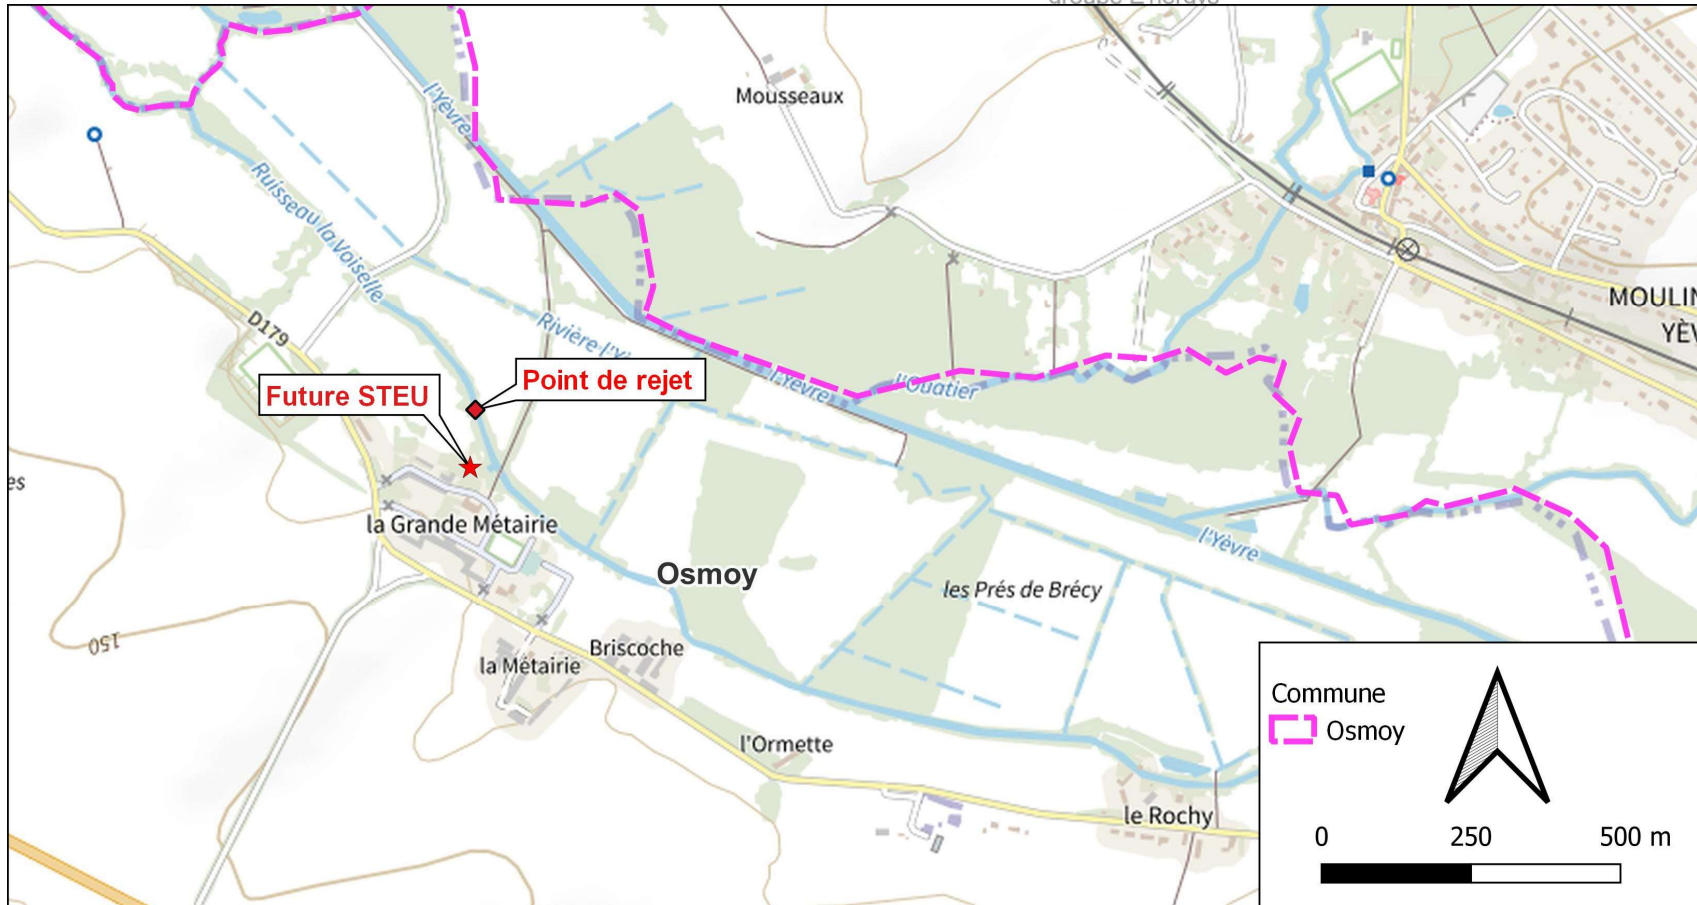 Mousseaux
l'Yèvre
Ruisseau la Voiselle
D179
MOULIN
YÈV
Rivière l'Y
Point de rejet
l'Yèvre
l'Ouatier
Future STEU
es
la Grande Métairie
l'Yèvre
Osmoy
les Prés de Brécy
150
Briscoche
la Métairie
l'Ormette
le Rochy
Commune
Osmoy
0 250 500 m